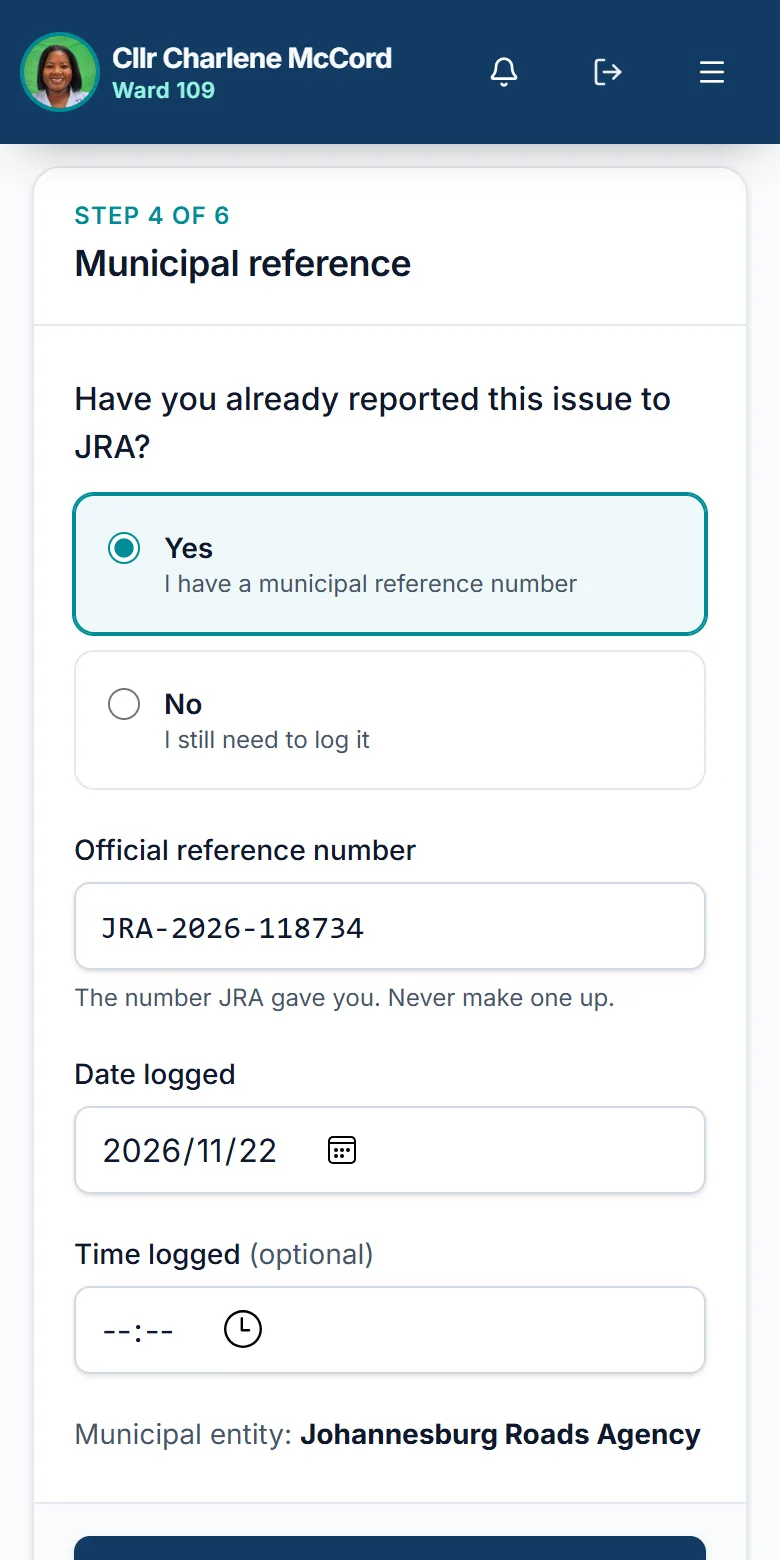 Cllr Charlene McCord
Ward 109
STEP 4 OF 6
Municipal reference
Have you already reported this issue to
JRA?
Yes
I have a municipal reference number
No
I still need to log it
Official reference number
JRA-2026-118734
The number JRA gave you. Never make one up.
Date logged
2026/11/22
Time logged (optional)
--:--
Municipal entity: Johannesburg Roads Agency